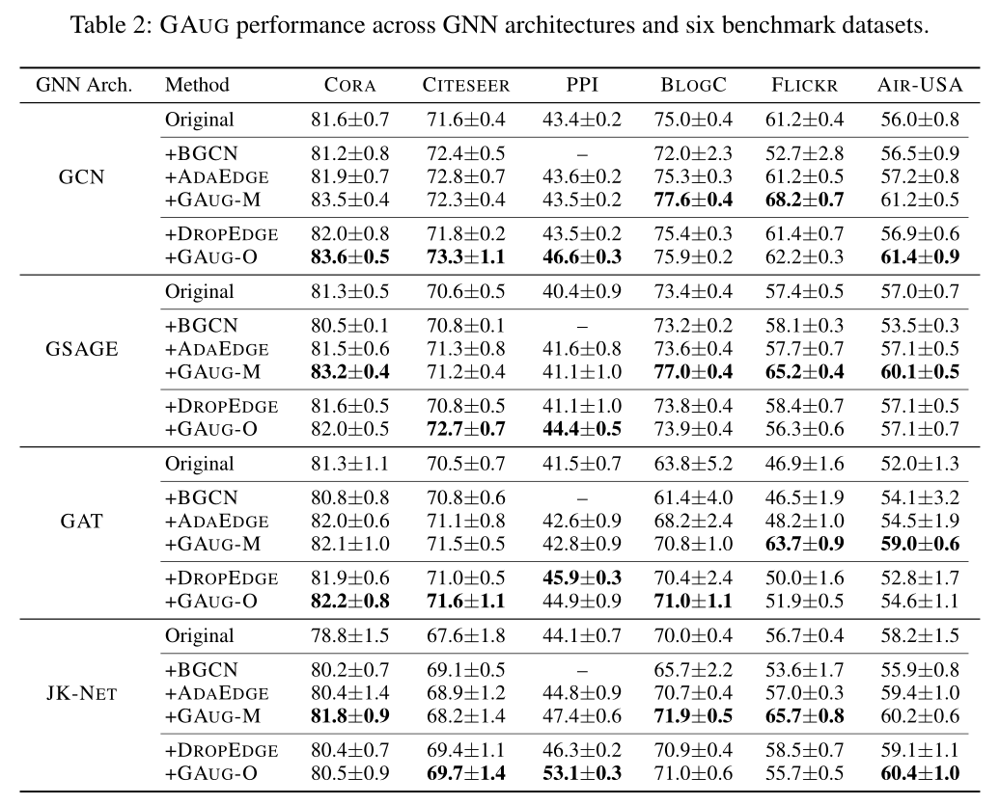 Table 2: GAUG performance across GNN architectures and six benchmark datasets.
GNN Arch. Method CORA CITESEER PPI BLOGC FLICKR AIR-USA
Original 81.6±0.7 71.6±0.4 43.4±0.2 75.0±0.4 61.2±0.4 56.0±0.8
+BGCN 81.2±0.8 72.4±0.5 – 72.0±2.3 52.7±2.8 56.5±0.9
GCN +ADAEDGE 81.9±0.7 72.8±0.7 43.6±0.2 75.3±0.3 61.2±0.5 57.2±0.8
+GAUG-M 83.5±0.4 72.3±0.4 43.5±0.2 77.6±0.4 68.2±0.7 61.2±0.5
+DROPEDGE 82.0±0.8 71.8±0.2 43.5±0.2 75.4±0.3 61.4±0.7 56.9±0.6
+GAUG-O 83.6±0.5 73.3±1.1 46.6±0.3 75.9±0.2 62.2±0.3 61.4±0.9
Original 81.3±0.5 70.6±0.5 40.4±0.9 73.4±0.4 57.4±0.5 57.0±0.7
+BGCN 80.5±0.1 70.8±0.1 – 73.2±0.2 58.1±0.3 53.5±0.3
GSAGE +ADAEDGE 81.5±0.6 71.3±0.8 41.6±0.8 73.6±0.4 57.7±0.7 57.1±0.5
+GAUG-M 83.2±0.4 71.2±0.4 41.1±1.0 77.0±0.4 65.2±0.4 60.1±0.5
+DROPEDGE 81.6±0.5 70.8±0.5 41.1±1.0 73.8±0.4 58.4±0.7 57.1±0.5
+GAUG-O 82.0±0.5 72.7±0.7 44.4±0.5 73.9±0.4 56.3±0.6 57.1±0.7
Original 81.3±1.1 70.5±0.7 41.5±0.7 63.8±5.2 46.9±1.6 52.0±1.3
+BGCN 80.8±0.8 70.8±0.6 – 61.4±4.0 46.5±1.9 54.1±3.2
GAT +ADAEDGE 82.0±0.6 71.1±0.8 42.6±0.9 68.2±2.4 48.2±1.0 54.5±1.9
+GAUG-M 82.1±1.0 71.5±0.5 42.8±0.9 70.8±1.0 63.7±0.9 59.0±0.6
+DROPEDGE 81.9±0.6 71.0±0.5 45.9±0.3 70.4±2.4 50.0±1.6 52.8±1.7
+GAUG-O 82.2±0.8 71.6±1.1 44.9±0.9 71.0±1.1 51.9±0.5 54.6±1.1
Original 78.8±1.5 67.6±1.8 44.1±0.7 70.0±0.4 56.7±0.4 58.2±1.5
+BGCN 80.2±0.7 69.1±0.5 – 65.7±2.2 53.6±1.7 55.9±0.8
JK-NET +ADAEDGE 80.4±1.4 68.9±1.2 44.8±0.9 70.7±0.4 57.0±0.3 59.4±1.0
+GAUG-M 81.8±0.9 68.2±1.4 47.4±0.6 71.9±0.5 65.7±0.8 60.2±0.6
+DROPEDGE 80.4±0.7 69.4±1.1 46.3±0.2 70.9±0.4 58.5±0.7 59.1±1.1
+GAUG-O 80.5±0.9 69.7±1.4 53.1±0.3 71.0±0.6 55.7±0.5 60.4±1.0